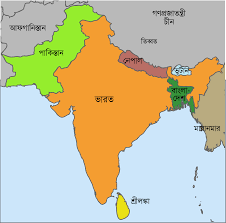 গণপ্রজাতন্ত্রী
চীন
আফগানিস্তান
তিব্বত
পাকিস্তান
নেপাল
ভুটান
বাংলা
দেশ
ভারত
মায়ানমার
শ্রীলঙ্কা